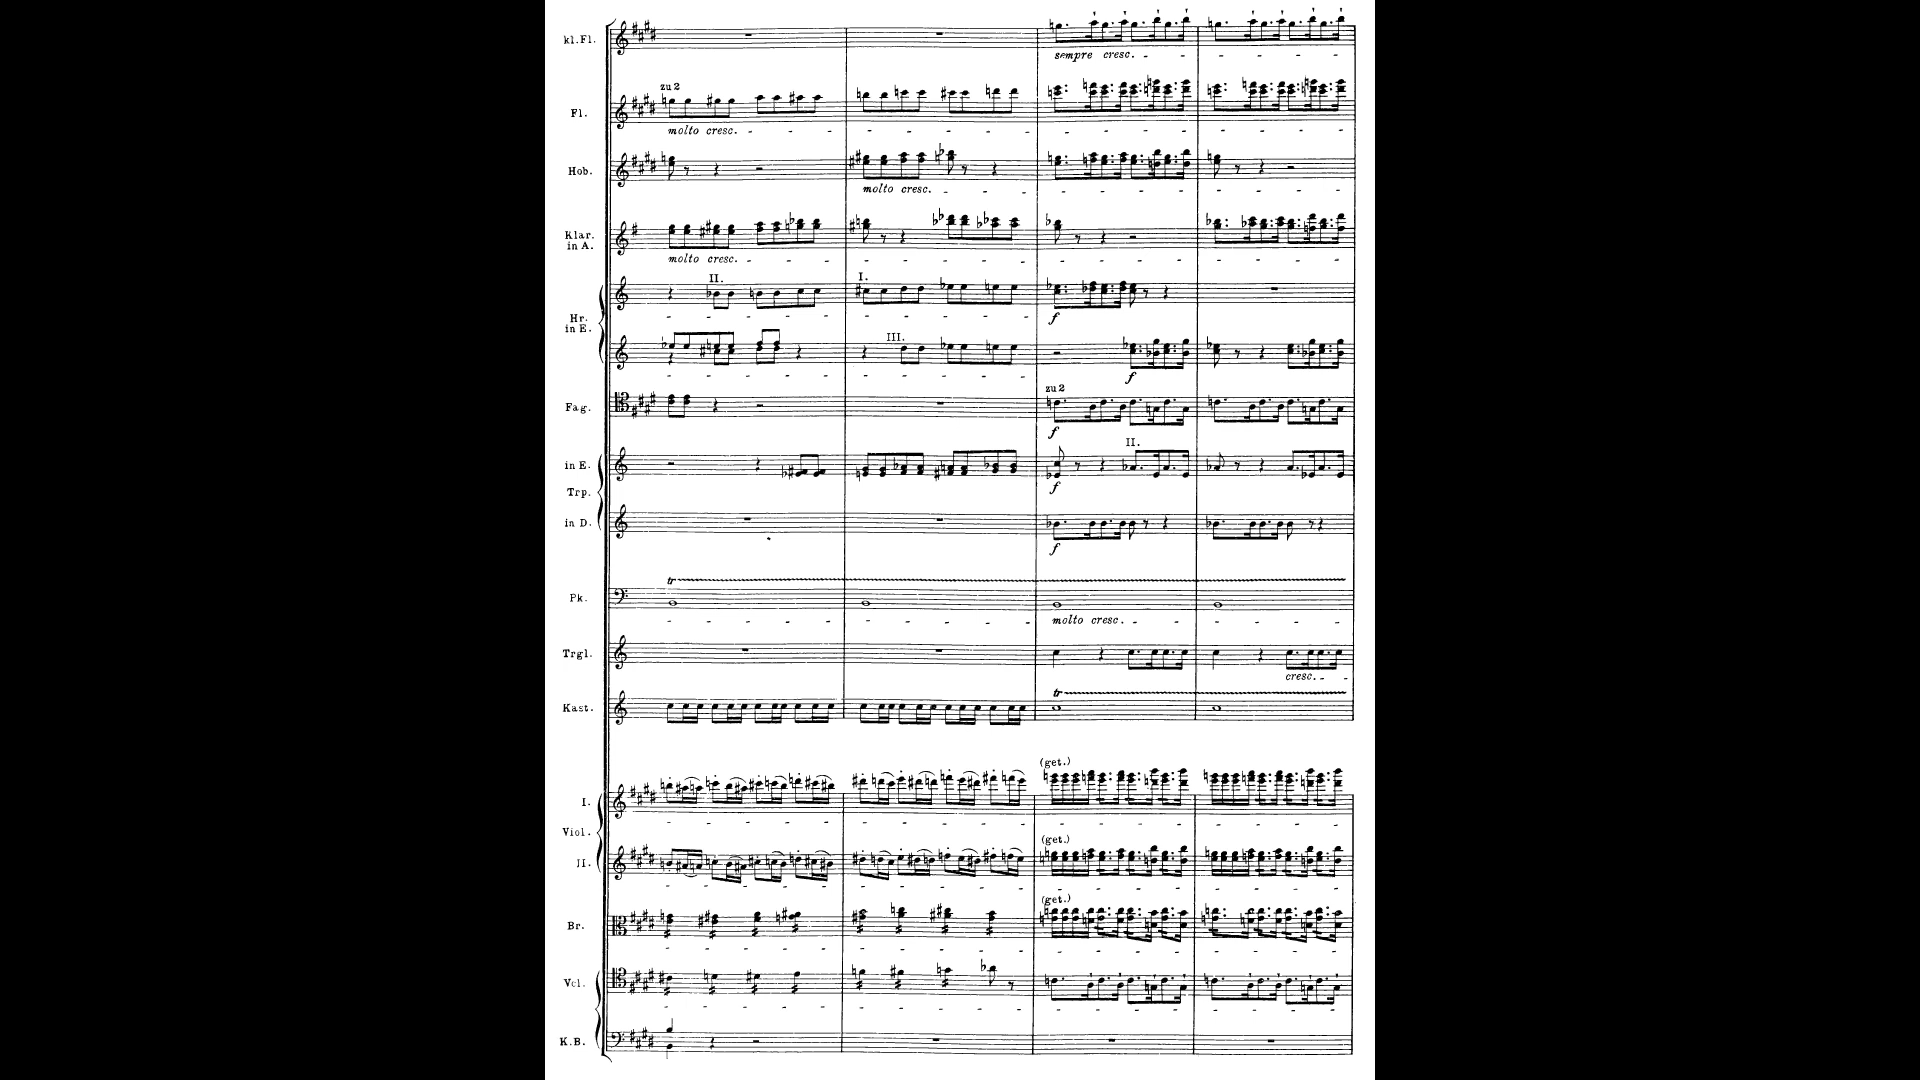 kl.Fl.
sempre cresc.
zu 2
Fl.
molto cresc.
Hob.
molto cresc.
Klar.
in A.
molto cresc.
II.
I.
Hr.
in E.
f
III.
f
zu 2
Fag.
f
II.
in E.
f
Trp.
in D.
f
tr
Pk.
molto cresc.
Trgl.
cresc.
tr
Kast.
(get.)
I.
Viol.
(get.)
II.
(get.)
Br.
Vcl.
K.B.